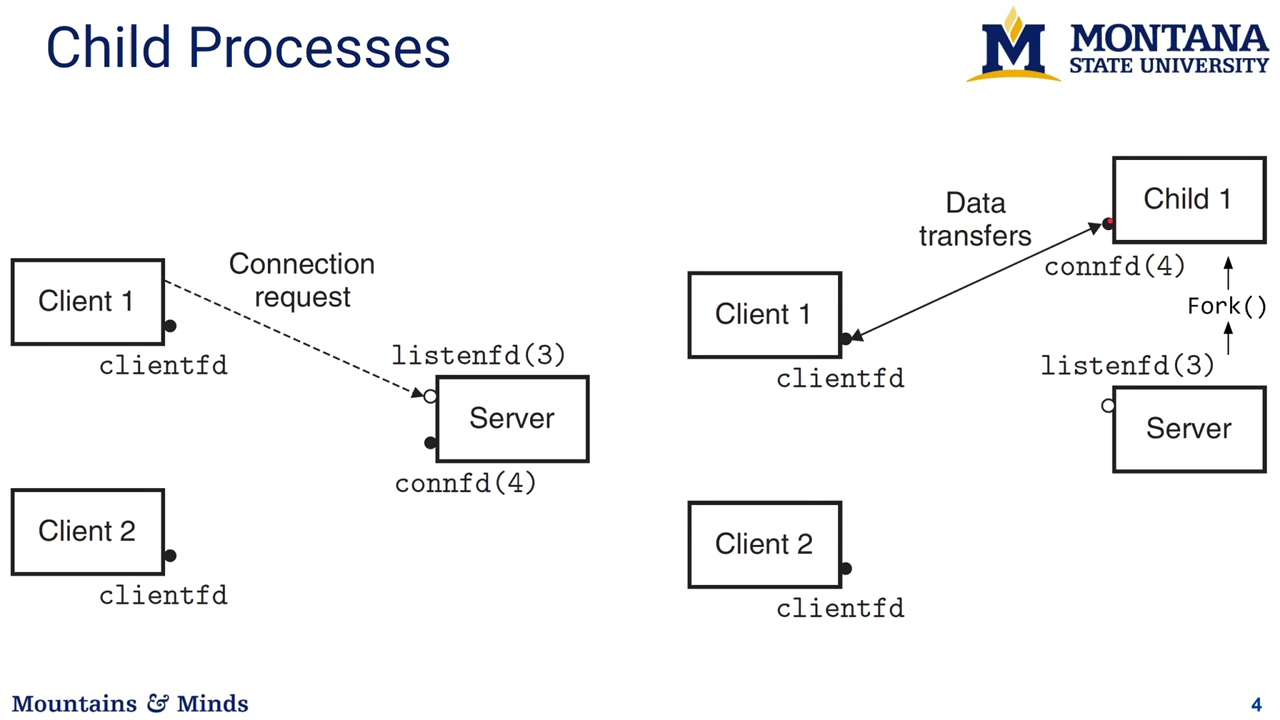 Child Processes
MONTANA
STATE UNIVERSITY
Client 1
clientfd
Connection
request
listenfd(3)
Server
connfd(4)
Client 2
clientfd
Client 1
clientfd
Data
transfers
Child 1
connfd(4)
Fork()
listenfd(3)
Server
Client 2
clientfd
Mountains & Minds
4